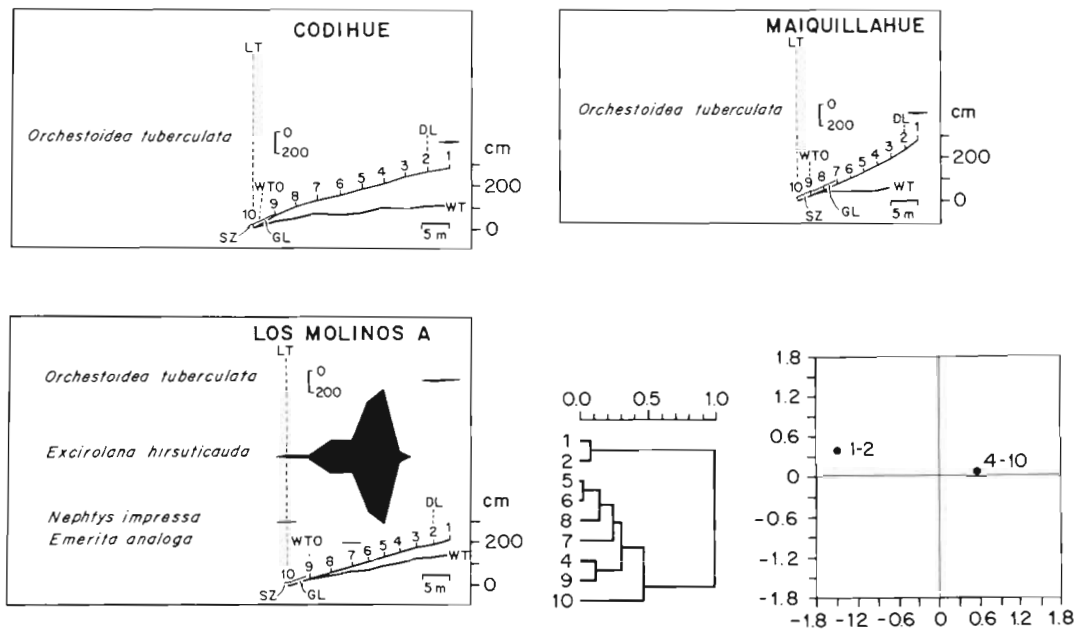 CODIHUE
LT
Orchestoidea tuberculata
0
200
DL
cm
10 9 8 7 6 5 4 3 2 1
WTO
200
WT
SZ GL
5 m
0
MAIQUILLAHUE
LT
Orchestoidea tuberculata
0
200
DL
cm
10 9 8 7 6 5 4 3 2 1
WTO
200
WT
SZ GL
5 m
0
LOS MOLINOS A
LT
Orchestoidea tuberculata
0
200
Excirolana hirsuticauda
Nephtys impressa
Emerita analoga
DL
cm
WTO
10 9 8 7 6 5 4 3 2 1
200
WT
SZ GL
5 m
0
0.0 0.5 1.0
1
2
5
6
8
7
4
9
10
1.8
1.2
0.6
0
-0.6
-1.2
-1.8
1-2
4-10
-1.8 -12 -0.6 0 0.6 1.2 1.8